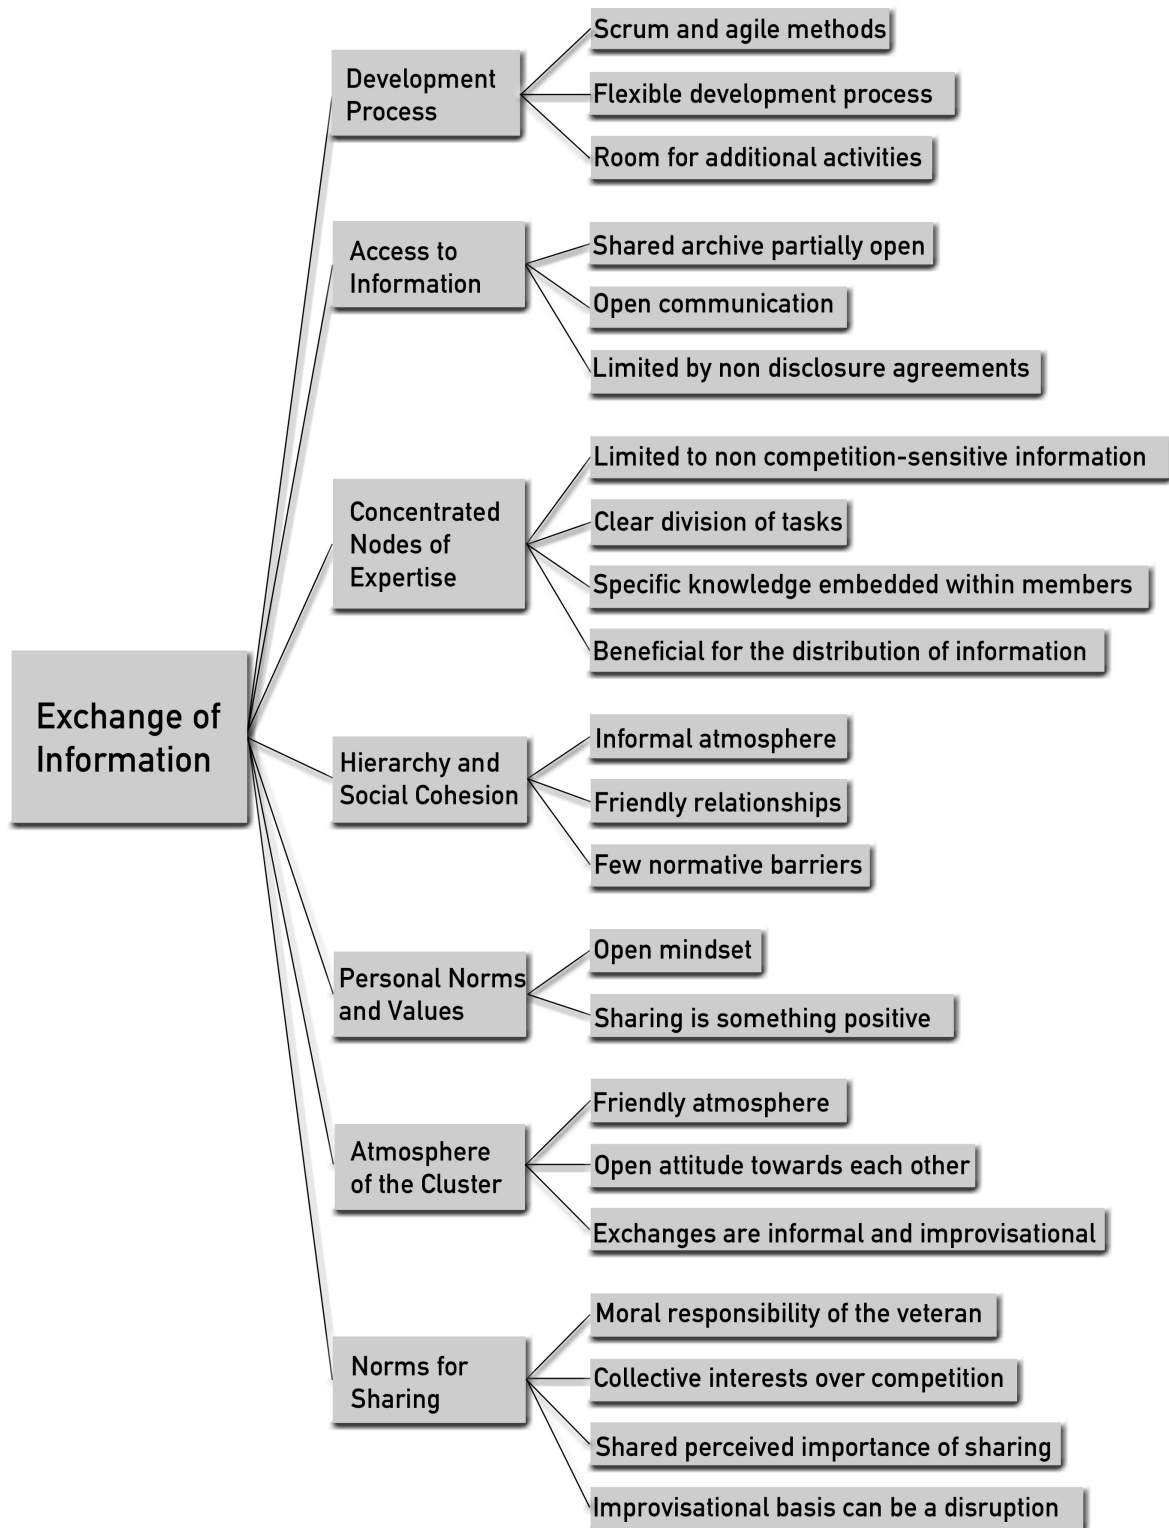 Scrum and agile methods
Development
Process
Flexible development process
Room for additional activities
Access to
Information
Shared archive partially open
Open communication
Limited by non disclosure agreements
Concentrated
Nodes of
Expertise
Limited to non competition-sensitive information
Clear division of tasks
Specific knowledge embedded within members
Beneficial for the distribution of information
Exchange of
Information
Hierarchy and
Social Cohesion
Informal atmosphere
Friendly relationships
Few normative barriers
Personal Norms
and Values
Open mindset
Sharing is something positive
Atmosphere
of the Cluster
Friendly atmosphere
Open attitude towards each other
Exchanges are informal and improvisational
Norms for
Sharing
Moral responsibility of the veteran
Collective interests over competition
Shared perceived importance of sharing
Improvisational basis can be a disruption